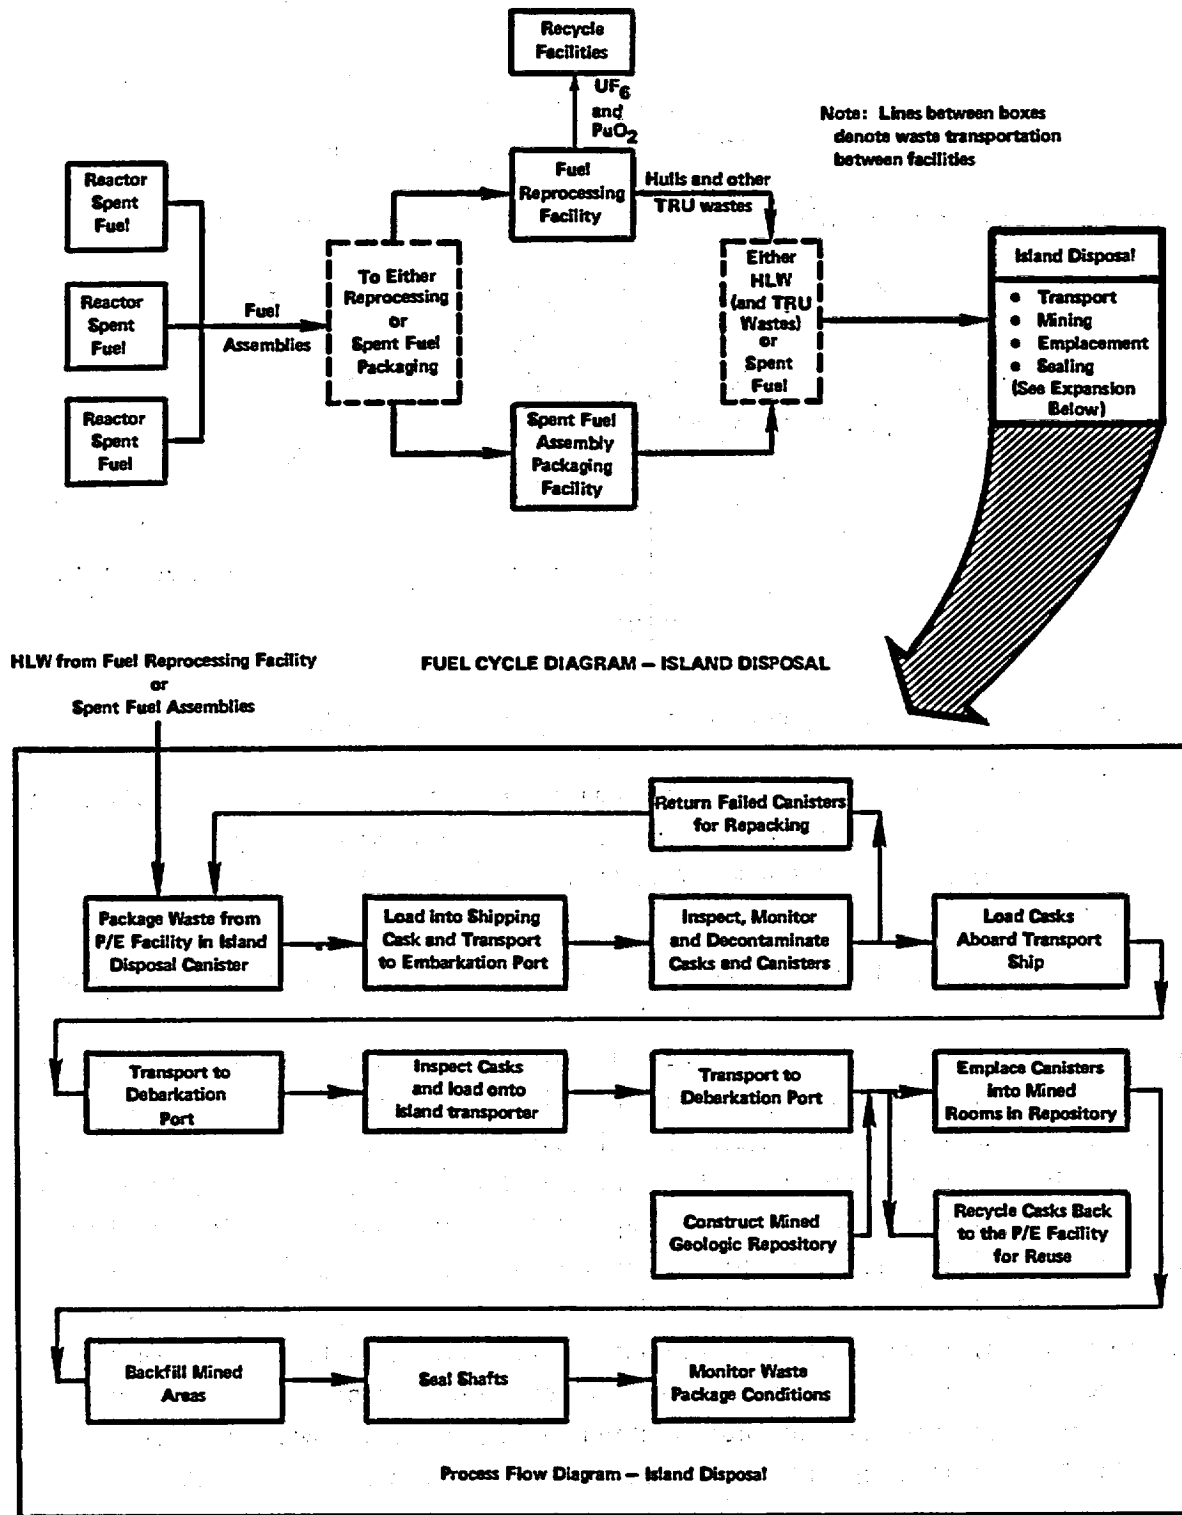 Recycle
Facilities
UF6
and
PuO2
Note: Lines between boxes
denote waste transportation
between facilities
Reactor
Spent
Fuel
Fuel
Reprocessing
Facility
Hulls and other
TRU wastes
Reactor
Spent
Fuel
Fuel
Assemblies
To Either
Reprocessing
or
Spent Fuel
Packaging
Either
HLW
(and TRU
Wastes)
or
Spent
Fuel
Island Disposal
• Transport
• Mining
• Emplacement
• Sealing
(See Expansion
Below)
Reactor
Spent
Fuel
Spent Fuel
Assembly
Packaging
Facility
HLW from Fuel Reprocessing Facility
or
Spent Fuel Assemblies
FUEL CYCLE DIAGRAM – ISLAND DISPOSAL
Return Failed Canisters
for Repacking
Package Waste from
P/E Facility in Island
Disposal Canister
Load into Shipping
Cask and Transport
to Embarkation Port
Inspect, Monitor
and Decontaminate
Casks and Canisters
Load Casks
Aboard Transport
Ship
Transport to
Debarkation
Port
Inspect Casks
and load onto
island transporter
Transport to
Debarkation Port
Emplace Canisters
into Mined
Rooms in Repository
Construct Mined
Geologic Repository
Recycle Casks Back
to the P/E Facility
for Reuse
Backfill Mined
Areas
Seal Shafts
Monitor Waste
Package Conditions
Process Flow Diagram – Island Disposal